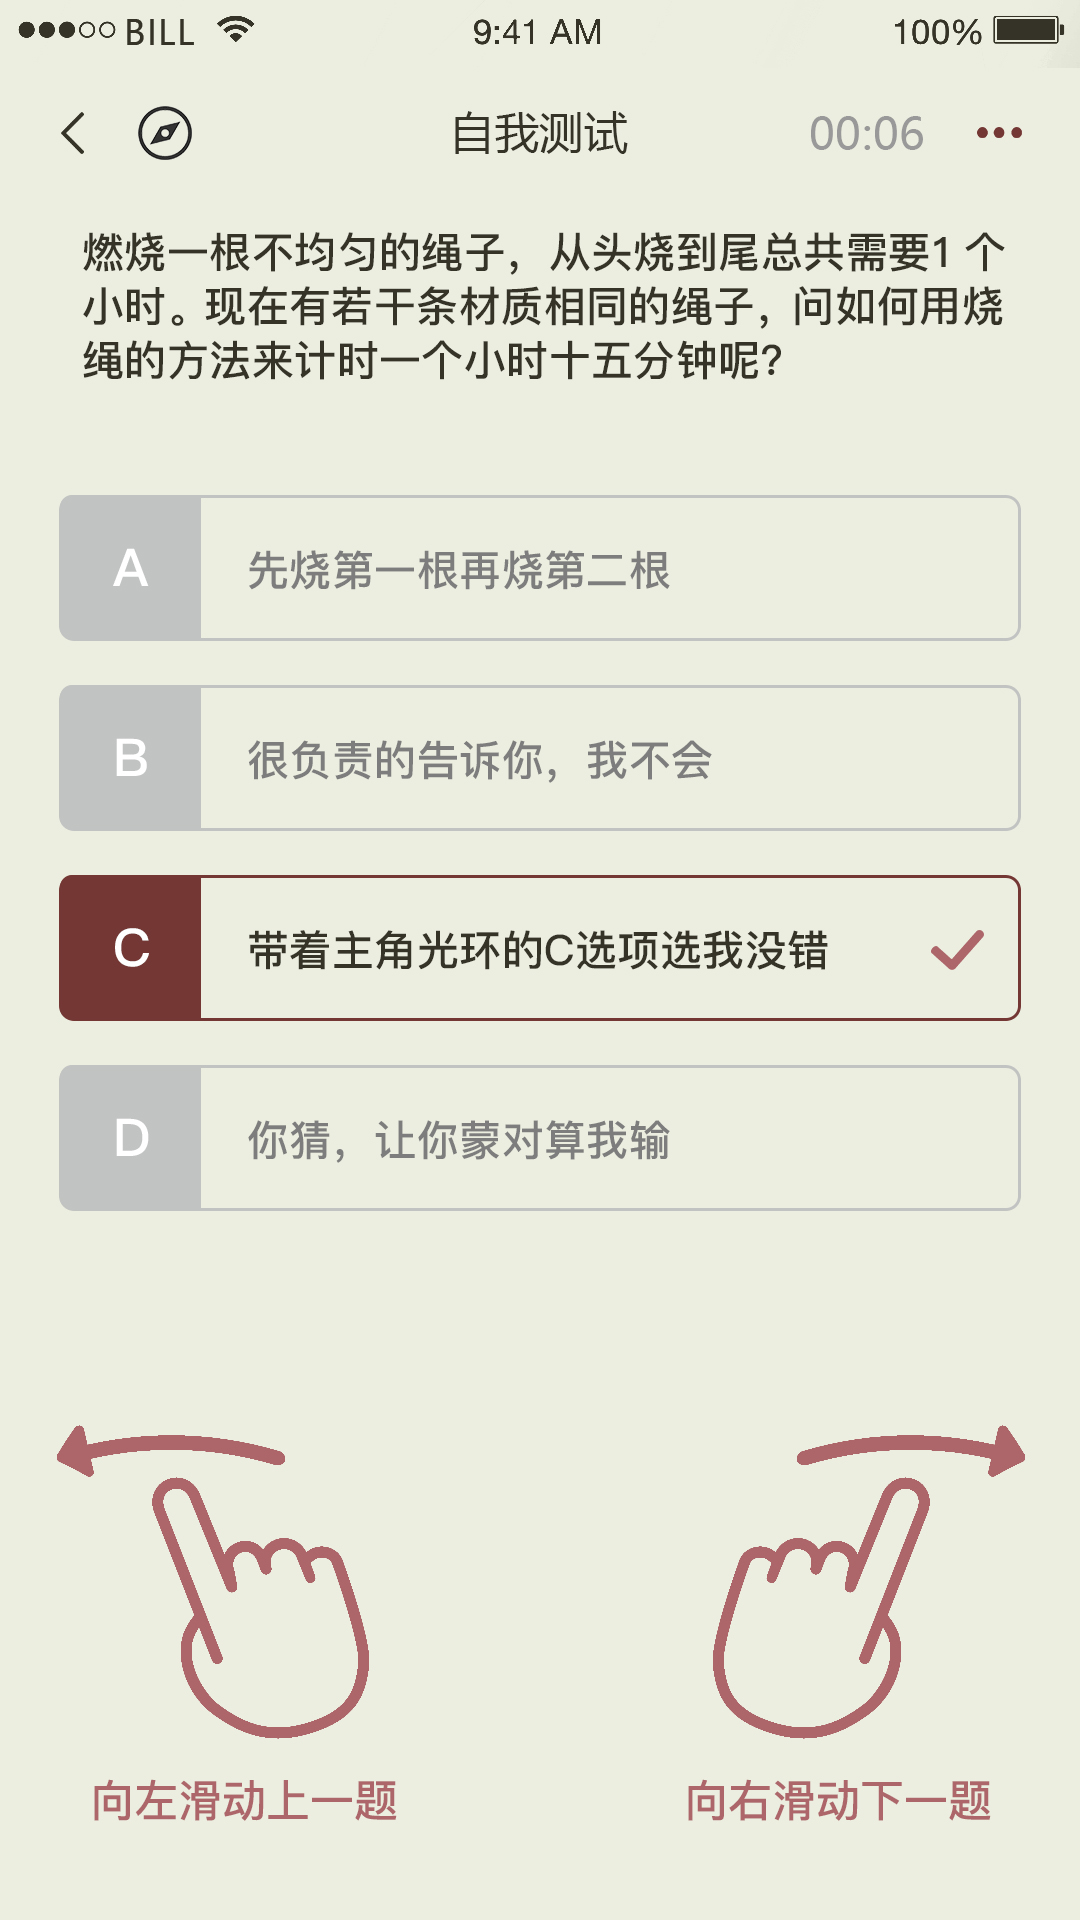 BILL 9:41 AM 100%
自我测试 00:06
燃烧一根不均匀的绳子，从头烧到尾总共需要1 个
小时。现在有若干条材质相同的绳子，问如何用烧
绳的方法来计时一个小时十五分钟呢？
A 先烧第一根再烧第二根
B 很负责的告诉你，我不会
C 带着主角光环的C选项选我没错
D 你猜，让你蒙对算我输
向左滑动上一题 向右滑动下一题